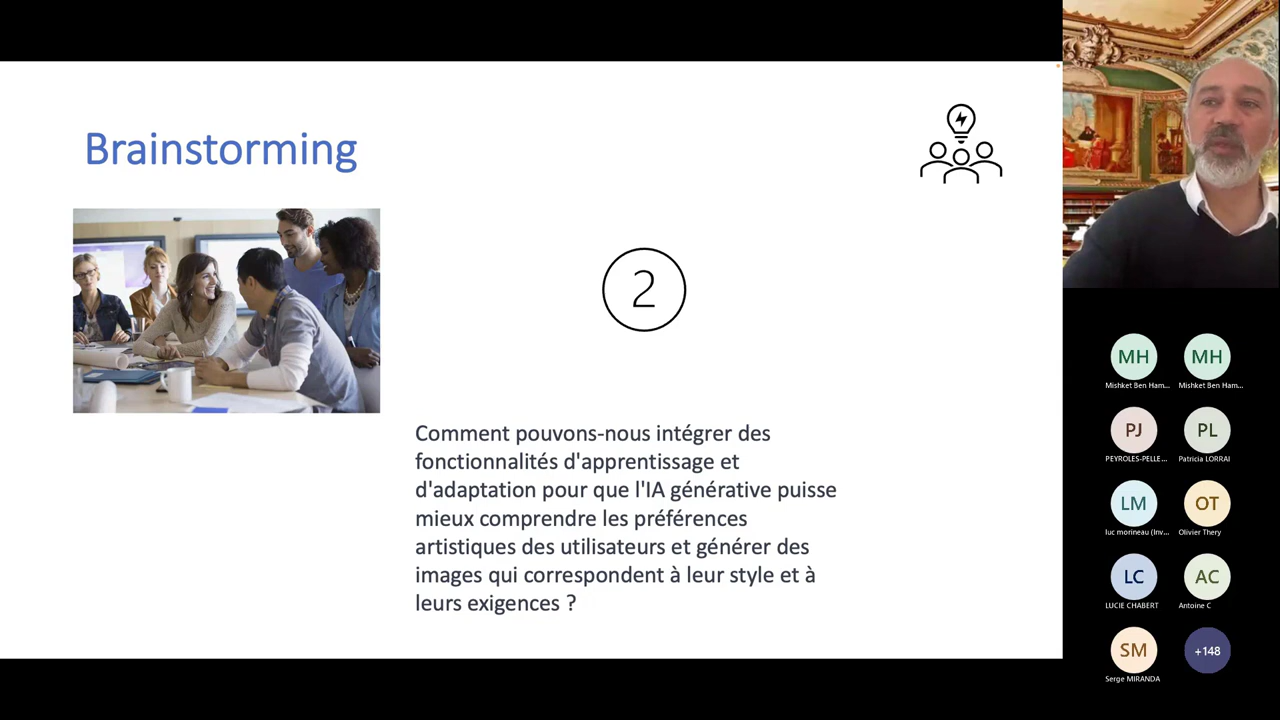 Brainstorming
2
Comment pouvons-nous intégrer des
fonctionnalités d'apprentissage et
d'adaptation pour que l'IA générative puisse
mieux comprendre les préférences
artistiques des utilisateurs et générer des
images qui correspondent à leur style et à
leurs exigences ?
MH
Mishket Ben Ham...
MH
Mishket Ben Ham...
PJ
PEYROLES-PELLE...
PL
Patricia LORRAI
LM
luc morineau (Inv...
OT
Olivier Thery
LC
LUCIE CHABERT
AC
Antoine C
SM
Serge MIRANDA
+148